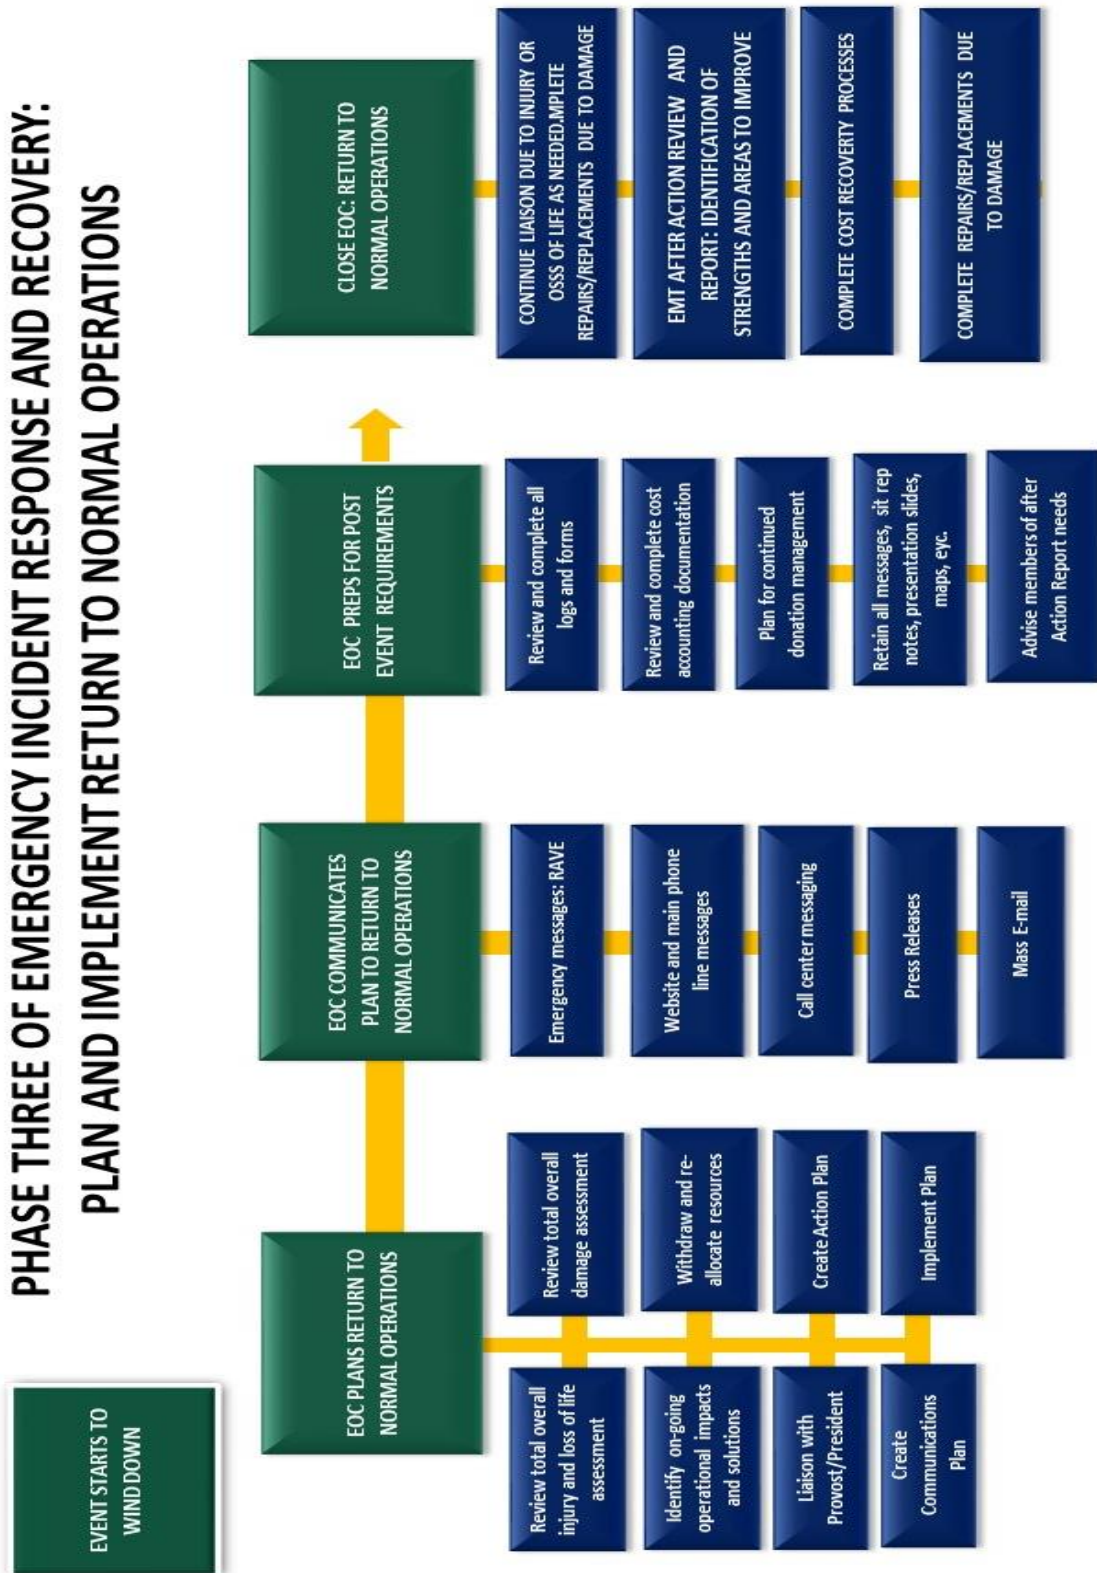 PHASE THREE OF EMERGENCY INCIDENT RESPONSE AND RECOVERY:
PLAN AND IMPLEMENT RETURN TO NORMAL OPERATIONS
EVENT STARTS TO
WIND DOWN
EOC PLANS RETURN TO
NORMAL OPERATIONS
Review total overall
injury and loss of life
assessment
Review total overall
damage assessment
Identify on-going
operational impacts
and solutions
Withdraw and re-
allocate resources
Liaison with
Provost/President
Create Action Plan
Create
Communications
Plan
Implement Plan
EOC COMMUNICATES
PLAN TO RETURN TO
NORMAL OPERATIONS
Emergency messages: RAVE
Website and main phone
line messages
Call center messaging
Press Releases
Mass E-mail
EOC PREPS FOR POST
EVENT REQUIREMENTS
Review and complete all
logs and forms
Review and complete cost
accounting documentation
Plan for continued
donation management
Retain all messages, sit rep
notes, presentation slides,
maps, eyc.
Advise members of after
Action Report needs
CLOSE EOC: RETURN TO
NORMAL OPERATIONS
CONTINUE LIAISON DUE TO INJURY OR
OSSS OF LIFE AS NEEDED.MPLETE
REPAIRS/REPLACEMENTS DUE TO DAMAGE
EMT AFTER ACTION REVIEW AND
REPORT: IDENTIFICATION OF
STRENGTHS AND AREAS TO IMPROVE
COMPLETE COST RECOVERY PROCESSES
COMPLETE REPAIRS/REPLACEMENTS DUE
TO DAMAGE